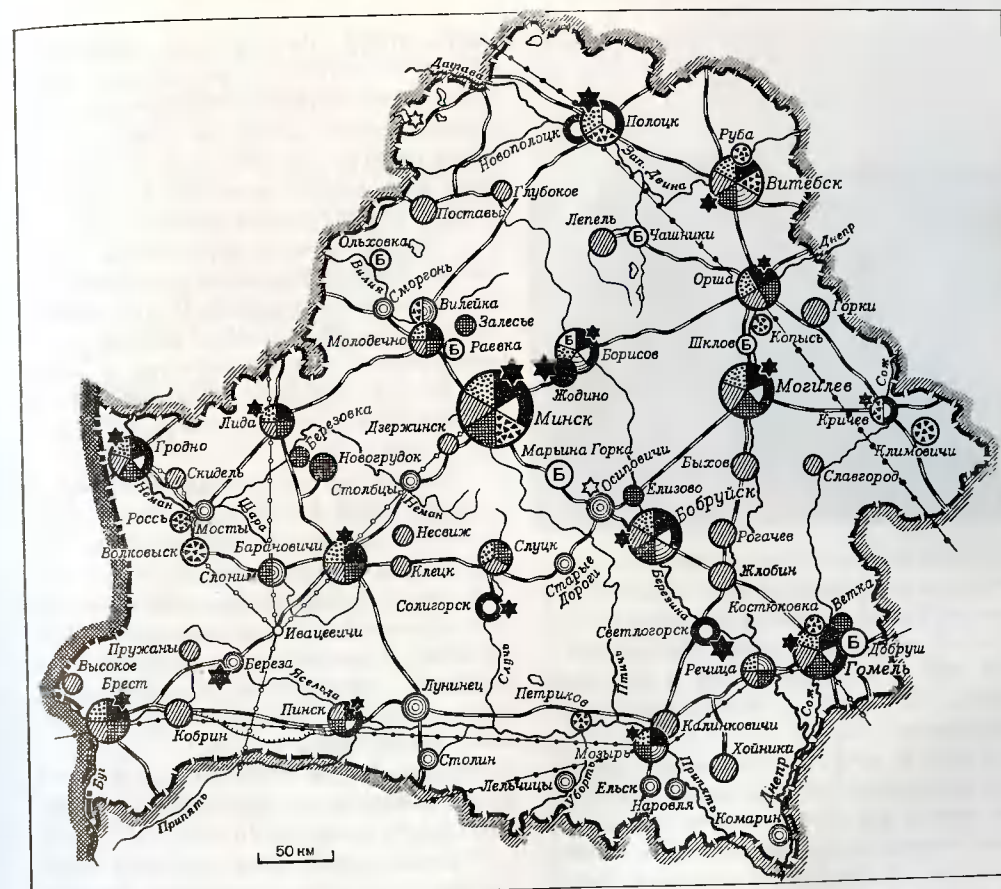 Даугава
Полоцк
Новополоцк
Зап. Двина
Руба
Витебск
Глубокое
Поставы
Лепель
Б
Чашники
Ольховка
Б
Вилия
Сморгонь
Днепр
Орша
Горки
Вилейка
Залесье
Молодечно
Б
Раевка
Б
Борисов
Шклов
Б
Копысь
Жодино
Могилев
Сож
Минск
Кричев
Климовичи
Лида
Березовка
Дзержинск
Гродно
Новогрудок
Марьина Горка
Б
Осиповичи
Быхов
Славгород
Скидель
Столбцы
Неман
Елизово
Неман
Щара
Россь
Мосты
Несвиж
Бобруйск
Рогачев
Волковыск
Барановичи
Слуцк
Слоним
Клецк
Старые
Дороги
Жлобин
Березина
Костюковка
Ветка
Солигорск
Светлогорск
Б
Добруш
Ивацевичи
Гомель
Пружаны
Береза
Случь
Птичь
Речица
Высокое
Ясельда
Брест
Лунинец
Петриков
Сож
Пинск
Калинковичи
Кобрин
Столин
Мозырь
Хойники
Буг
Лельчицы
Уборть
Ельск
Припять
Днепр
Наровля
Припять
Комарин
50 км